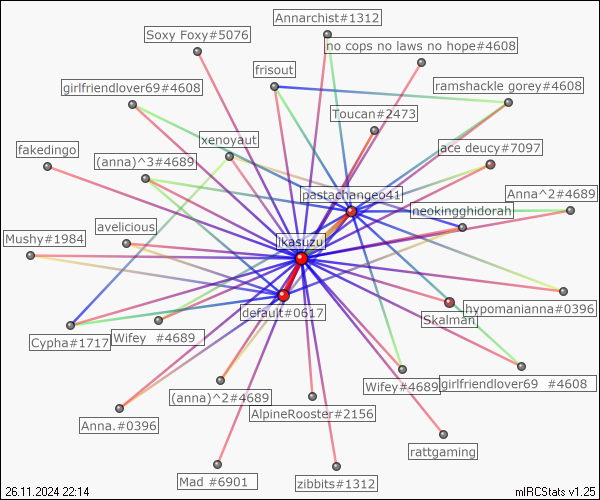 Annarchist#1312
Soxy Foxy#5076
no cops no laws no hope#4608
frisout
girlfriendlover69#4608
ramshackle gorey#4608
Toucan#2473
xenoyaut
ace deucy#7097
fakedingo
(anna)^3#4689
pastachangeo41
Anna^2#4689
neokingghidorah
avelicious
Mushy#1984
ikasuzu
hypomanianna#0396
default#0617
Skalman
Cypha#1717
Wifey #4689
girlfriendlover69 #4608
Wifey#4689
(anna)^2#4689
AlpineRooster#2156
Anna.#0396
rattgaming
Mad #6901
zibbits#1312
26.11.2024 22:14
mIRCStats v1.25